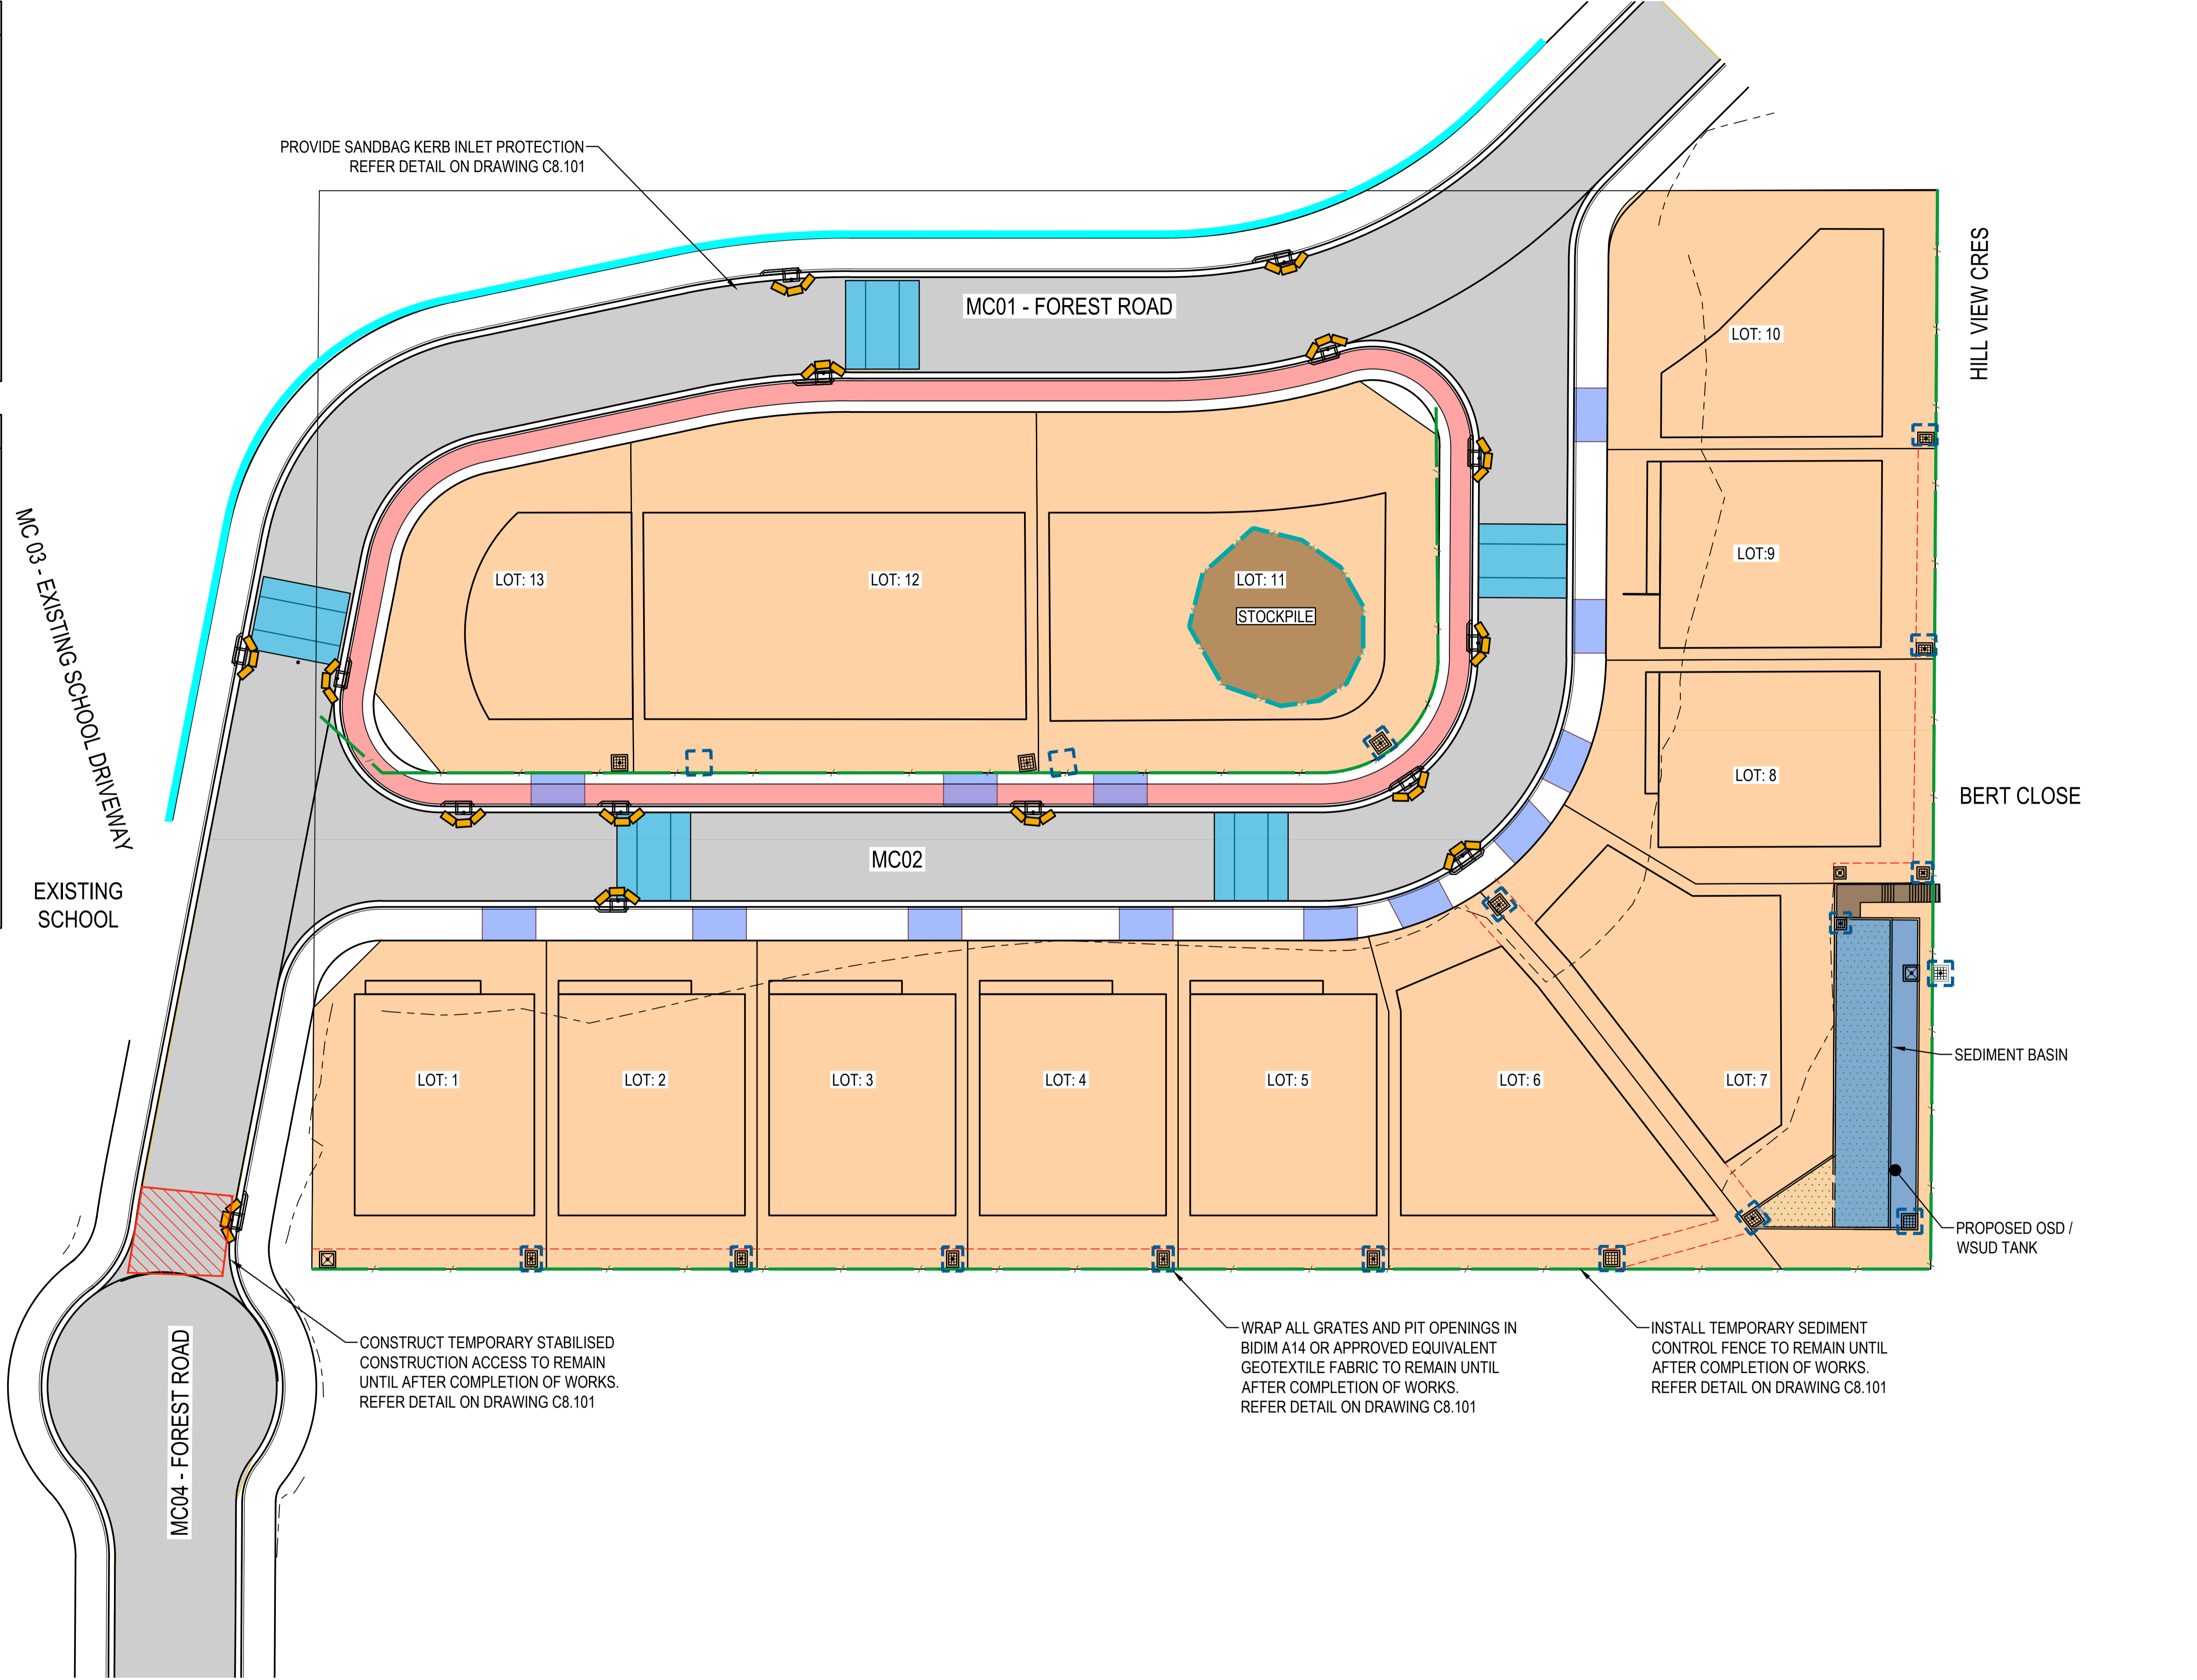 PROVIDE SANDBAG KERB INLET PROTECTION
REFER DETAIL ON DRAWING C8.101
MC01 - FOREST ROAD
HILL VIEW CRES
LOT: 10
MC 03 - EXISTING SCHOOL DRIVEWAY
LOT: 13
LOT: 12
LOT: 11
STOCKPILE
LOT:9
LOT: 8
BERT CLOSE
MC02
EXISTING
SCHOOL
LOT: 1
LOT: 2
LOT: 3
LOT: 4
LOT: 5
LOT: 6
LOT: 7
SEDIMENT BASIN
PROPOSED OSD /
WSUD TANK
MC04 - FOREST ROAD
CONSTRUCT TEMPORARY STABILISED
CONSTRUCTION ACCESS TO REMAIN
UNTIL AFTER COMPLETION OF WORKS.
REFER DETAIL ON DRAWING C8.101
WRAP ALL GRATES AND PIT OPENINGS IN
BIDIM A14 OR APPROVED EQUIVALENT
GEOTEXTILE FABRIC TO REMAIN UNTIL
AFTER COMPLETION OF WORKS.
REFER DETAIL ON DRAWING C8.101
INSTALL TEMPORARY SEDIMENT
CONTROL FENCE TO REMAIN UNTIL
AFTER COMPLETION OF WORKS.
REFER DETAIL ON DRAWING C8.101